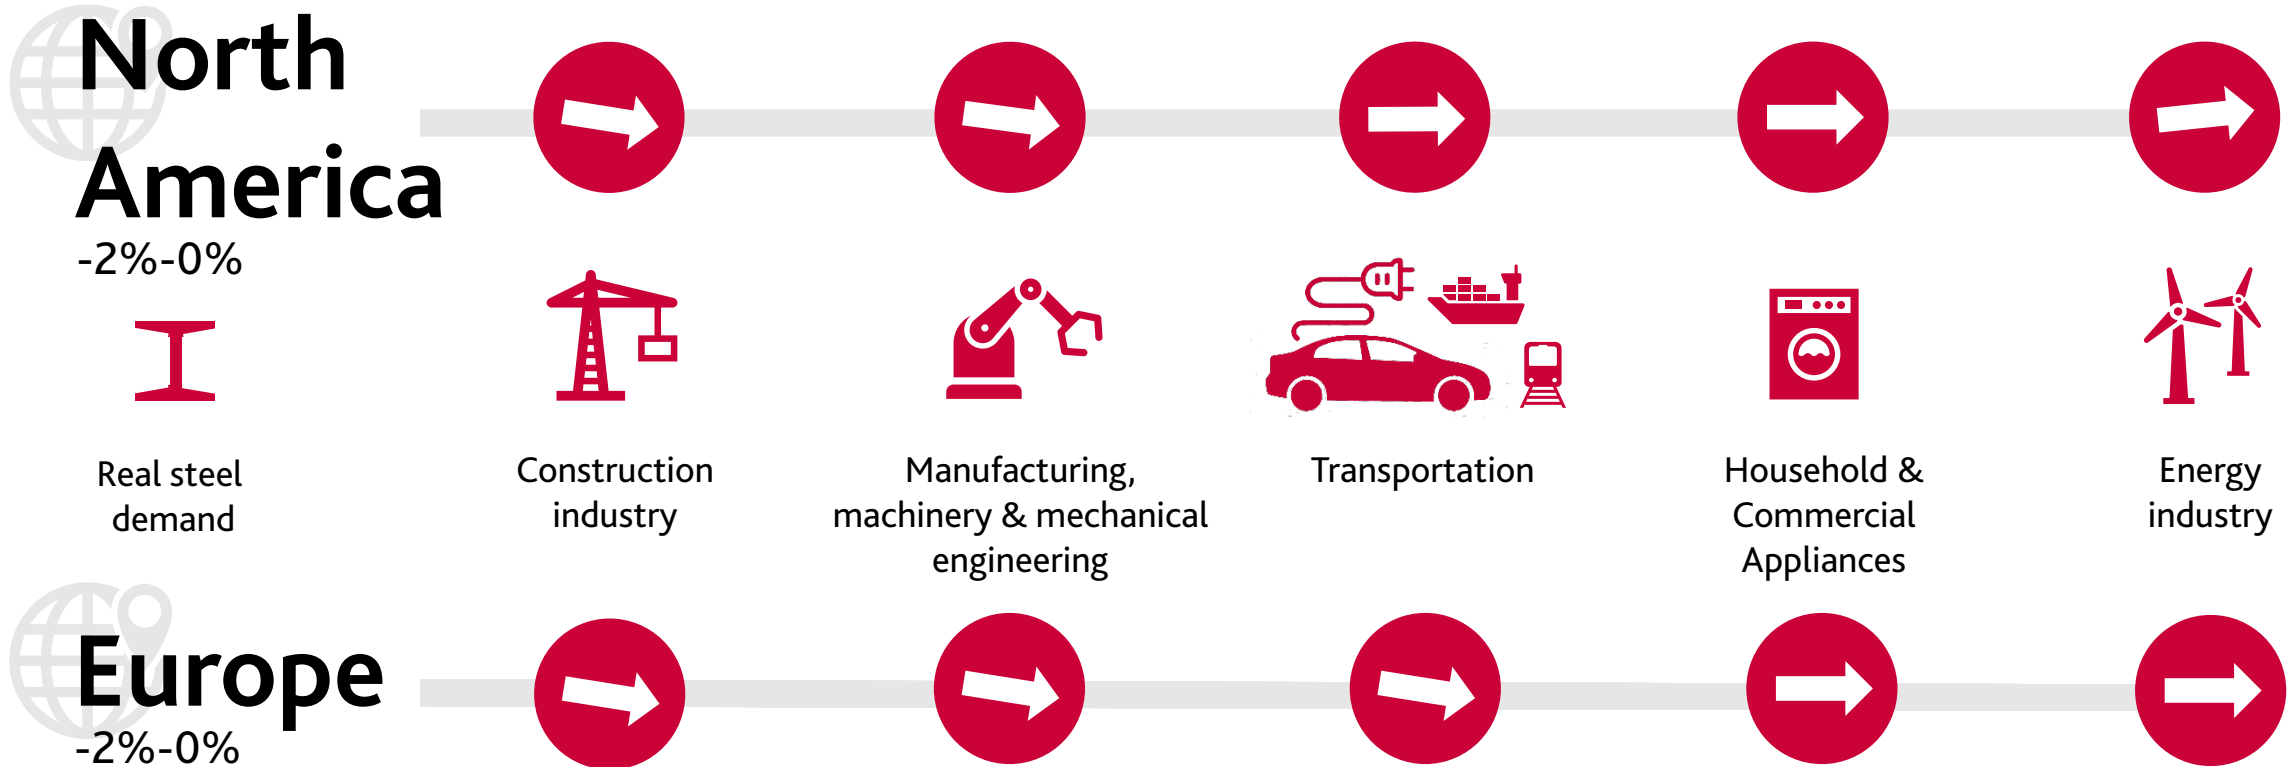 North
America
-2%-0%
Real steel
demand
Construction
industry
Manufacturing,
machinery & mechanical
engineering
Transportation
Household &
Commercial
Appliances
Energy
industry
Europe
-2%-0%